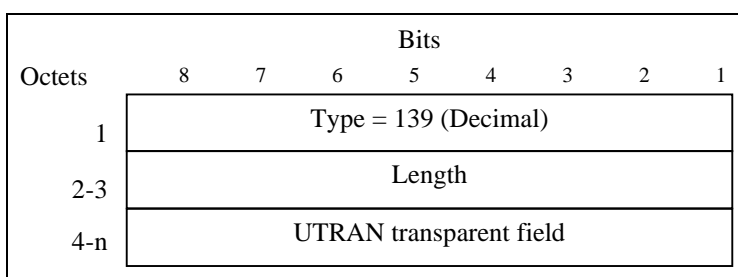 Bits
Octets 8 7 6 5 4 3 2 1
1 Type = 139 (Decimal)
2-3 Length
4-n UTRAN transparent field